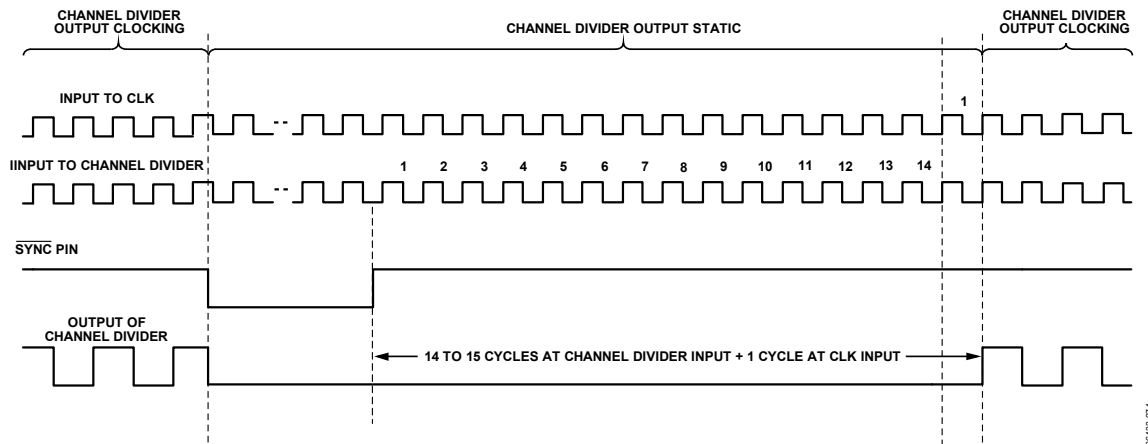 CHANNEL DIVIDER
OUTPUT CLOCKING
CHANNEL DIVIDER OUTPUT STATIC
CHANNEL DIVIDER
OUTPUT CLOCKING
INPUT TO CLK
1
IINPUT TO CHANNEL DIVIDER
1 2 3 4 5 6 7 8 9 10 11 12 13 14
SYNC PIN
OUTPUT OF
CHANNEL DIVIDER
14 TO 15 CYCLES AT CHANNEL DIVIDER INPUT + 1 CYCLE AT CLK INPUT